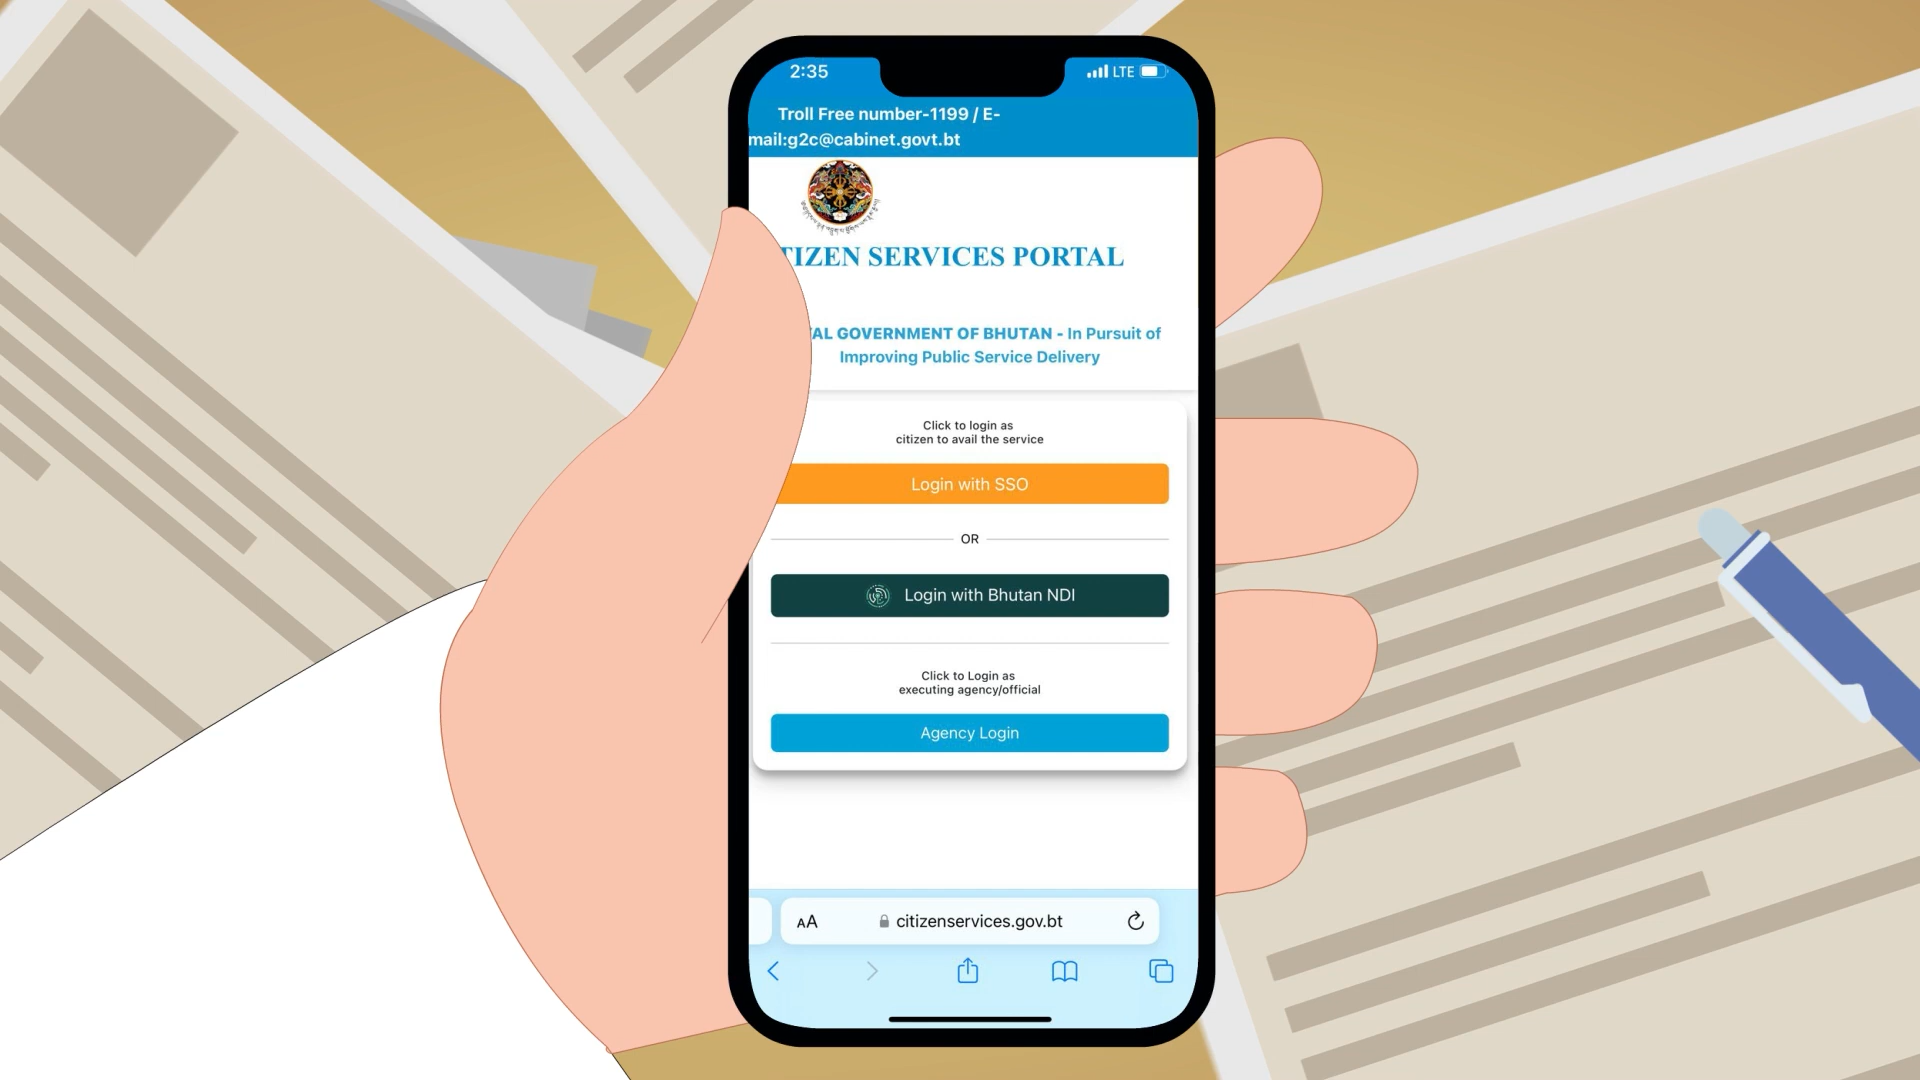 2:35
LTE
Troll Free number-1199 / E-
mail:g2c@cabinet.govt.bt
TIZEN SERVICES PORTAL
AL GOVERNMENT OF BHUTAN - In Pursuit of
Improving Public Service Delivery
Click to login as
citizen to avail the service
Login with SSO
OR
Login with Bhutan NDI
Click to Login as
executing agency/official
Agency Login
AA
citizenservices.gov.bt